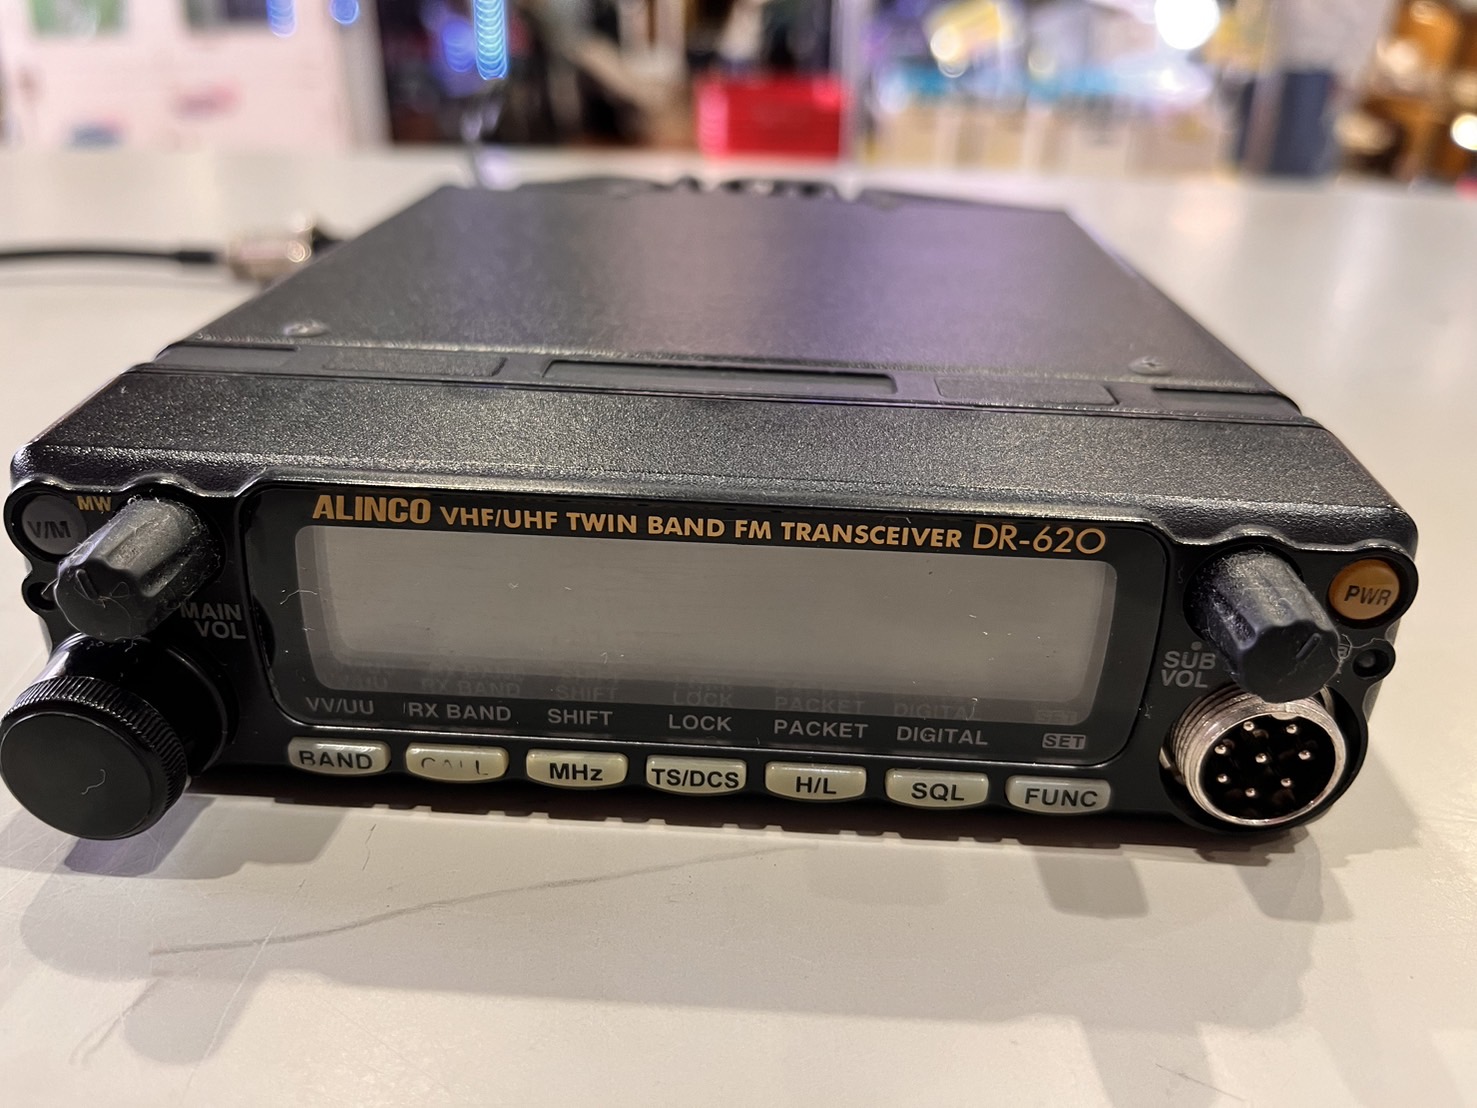 ALINCO VHF/UHF TWIN BAND FM TRANSCEIVER DR-620
MW
V/M
MAIN
VOL
PWR
SUB
VOL
VV/UU RX BAND SHIFT LOCK PACKET DIGITAL SET
BAND CALL MHz TS/DCS H/L SQL FUNC